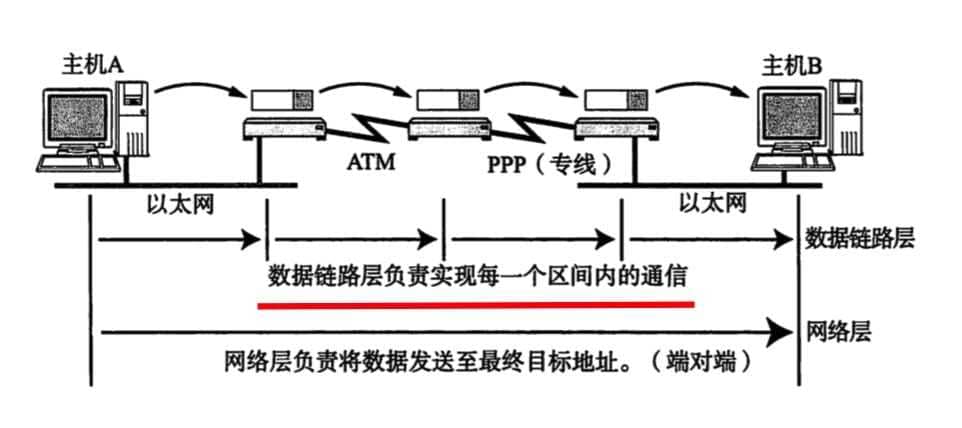 主机A
主机B
ATM
PPP（专线）
以太网
以太网
数据链路层
数据链路层负责实现每一个区间内的通信
网络层
网络层负责将数据发送至最终目标地址。（端对端）